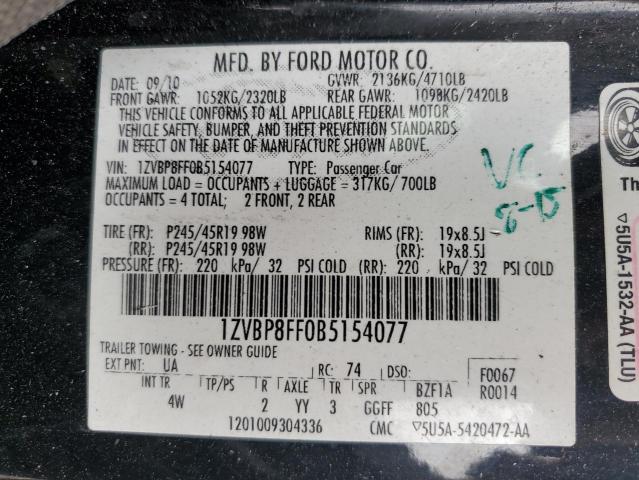 MFD. BY FORD MOTOR CO.
DATE: 09/10 GVWR: 2136KG/4710LB
FRONT GAWR: 1052KG/2320LB REAR GAWR: 1098KG/2420LB
THIS VEHICLE CONFORMS TO ALL APPLICABLE FEDERAL MOTOR
VEHICLE SAFETY, BUMPER, AND THEFT PREVENTION STANDARDS
IN EFFECT ON THE DATE OF MANUFACTURE SHOWN ABOVE.
VIN: 1ZVBP8FF0B5154077 TYPE: Passenger Car
MAXIMUM LOAD = OCCUPANTS + LUGGAGE = 317KG/ 700LB
OCCUPANTS = 4 TOTAL; 2 FRONT, 2 REAR
TIRE (FR): P245/45R19 98W RIMS (FR): 19x8.5J
(RR): P245/45R19 98W (RR): 19x8.5J
PRESSURE (FR): 220 kPa/ 32 PSI COLD (RR): 220 kPa/ 32 PSI COLD
1ZVBP8FF0B5154077
TRAILER TOWING - SEE OWNER GUIDE
EXT PNT: UA RC: 74 DSO: F0067
INT TR TP/PS R AXLE TR SPR BZF1A R0014
4W 2 YY 3 GGFF 805
1201009304336 CMC ▽5U5A-5420472-AA
Th
▽5U5A-1532-AA (TLU)